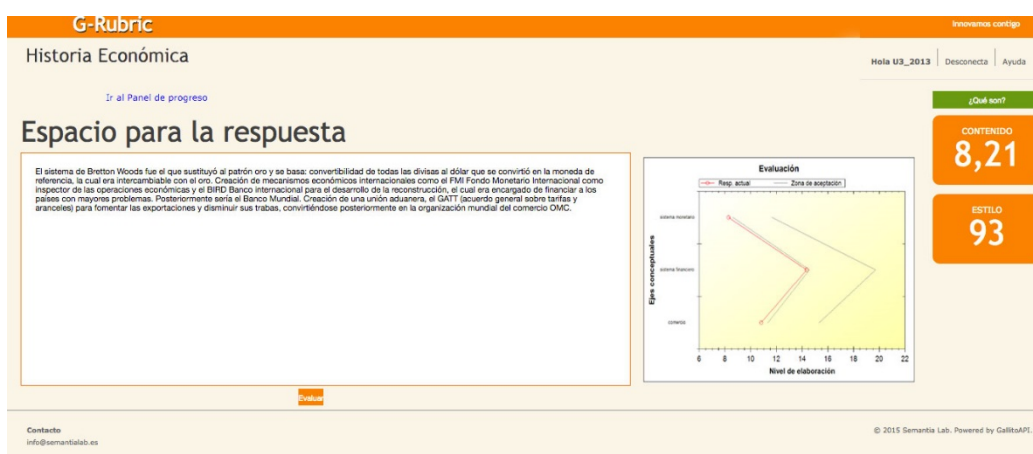 G-Rubric
Innovamos contigo
Historia Económica
Hola U3_2013 Desconecta Ayuda
Ir al Panel de progreso
¿Qué son?
Espacio para la respuesta
CONTENIDO
8,21
ESTILO
93
El sistema de Bretton Woods fue el que sustituyó al patrón oro y se basa: convertibilidad de todas las divisas al dólar que se convirtió en la moneda de
referencia, la cual era intercambiable con el oro. Creación de mecanismos económicos internacionales como el FMI Fondo Monetario Internacional como
inspector de las operaciones económicas y el BIRD Banco internacional para el desarrollo de la reconstrucción, el cual era encargado de financiar a los
países con mayores problemas. Posteriormente sería el Banco Mundial. Creación de una unión aduanera, el GATT (acuerdo general sobre tarifas y
aranceles) para fomentar las exportaciones y disminuir sus trabas, convirtiéndose posteriormente en la organización mundial del comercio OMC.
Evaluación
Resp. actual Zona de aceptación
sistema monetario
sistema financiero
comercio
Ejes conceptuales
6 8 10 12 14 16 18 20 22
Nivel de elaboración
Evaluar
Contacto
info@semantialab.es
© 2015 Semantia Lab. Powered by GallitoAPI.